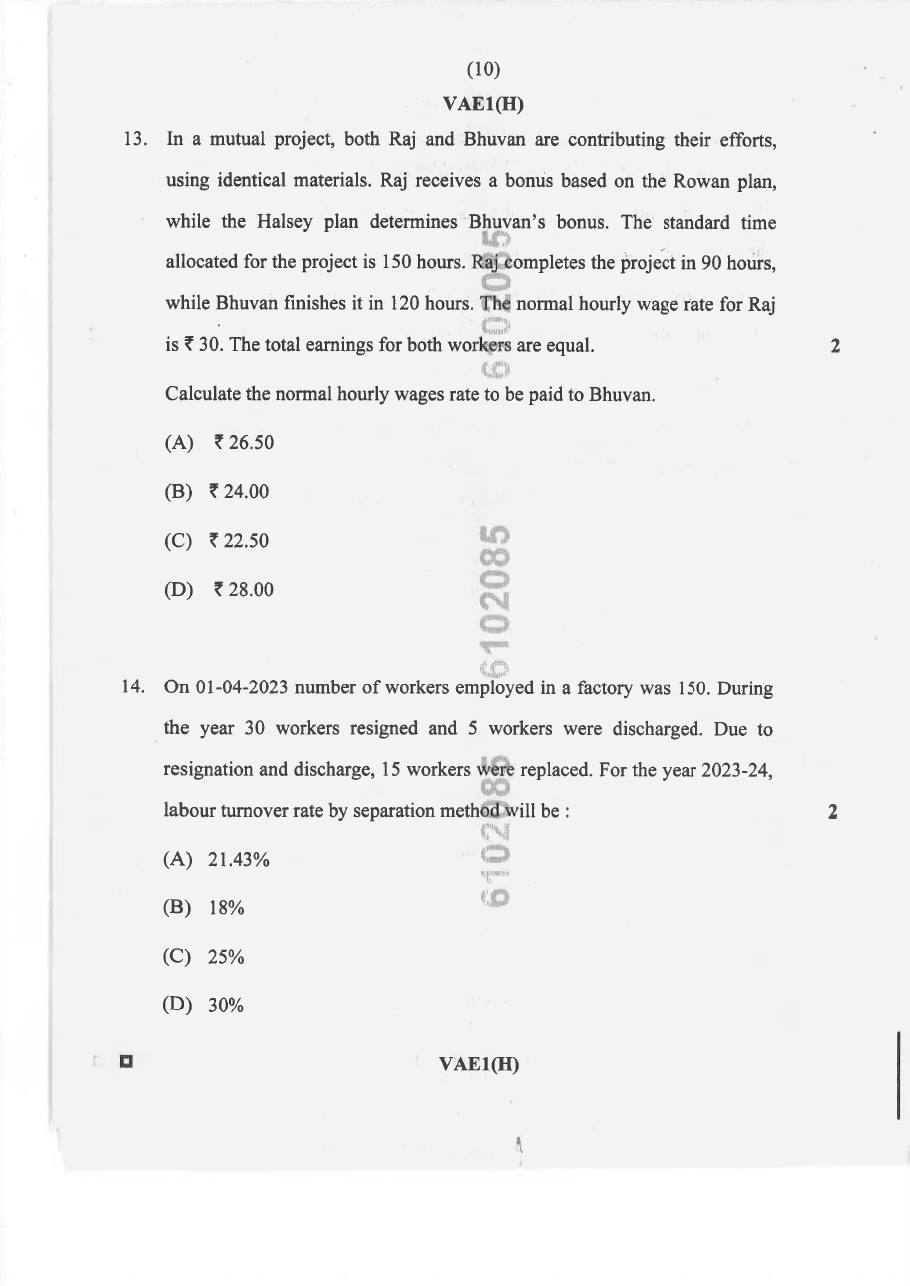 (10)
VAE1(H)
13. In a mutual project, both Raj and Bhuvan are contributing their efforts,
using identical materials. Raj receives a bonus based on the Rowan plan,
while the Halsey plan determines Bhuvan's bonus. The standard time
allocated for the project is 150 hours. Raj completes the project in 90 hours,
while Bhuvan finishes it in 120 hours. The normal hourly wage rate for Raj
is ₹ 30. The total earnings for both workers are equal. 2
Calculate the normal hourly wages rate to be paid to Bhuvan.
(A) ₹ 26.50
(B) ₹ 24.00
(C) ₹ 22.50
(D) ₹ 28.00
6102085
6102085
14. On 01-04-2023 number of workers employed in a factory was 150. During
the year 30 workers resigned and 5 workers were discharged. Due to
resignation and discharge, 15 workers were replaced. For the year 2023-24,
labour turnover rate by separation method will be : 2
(A) 21.43%
(B) 18%
(C) 25%
(D) 30%
6102085
VAE1(H)